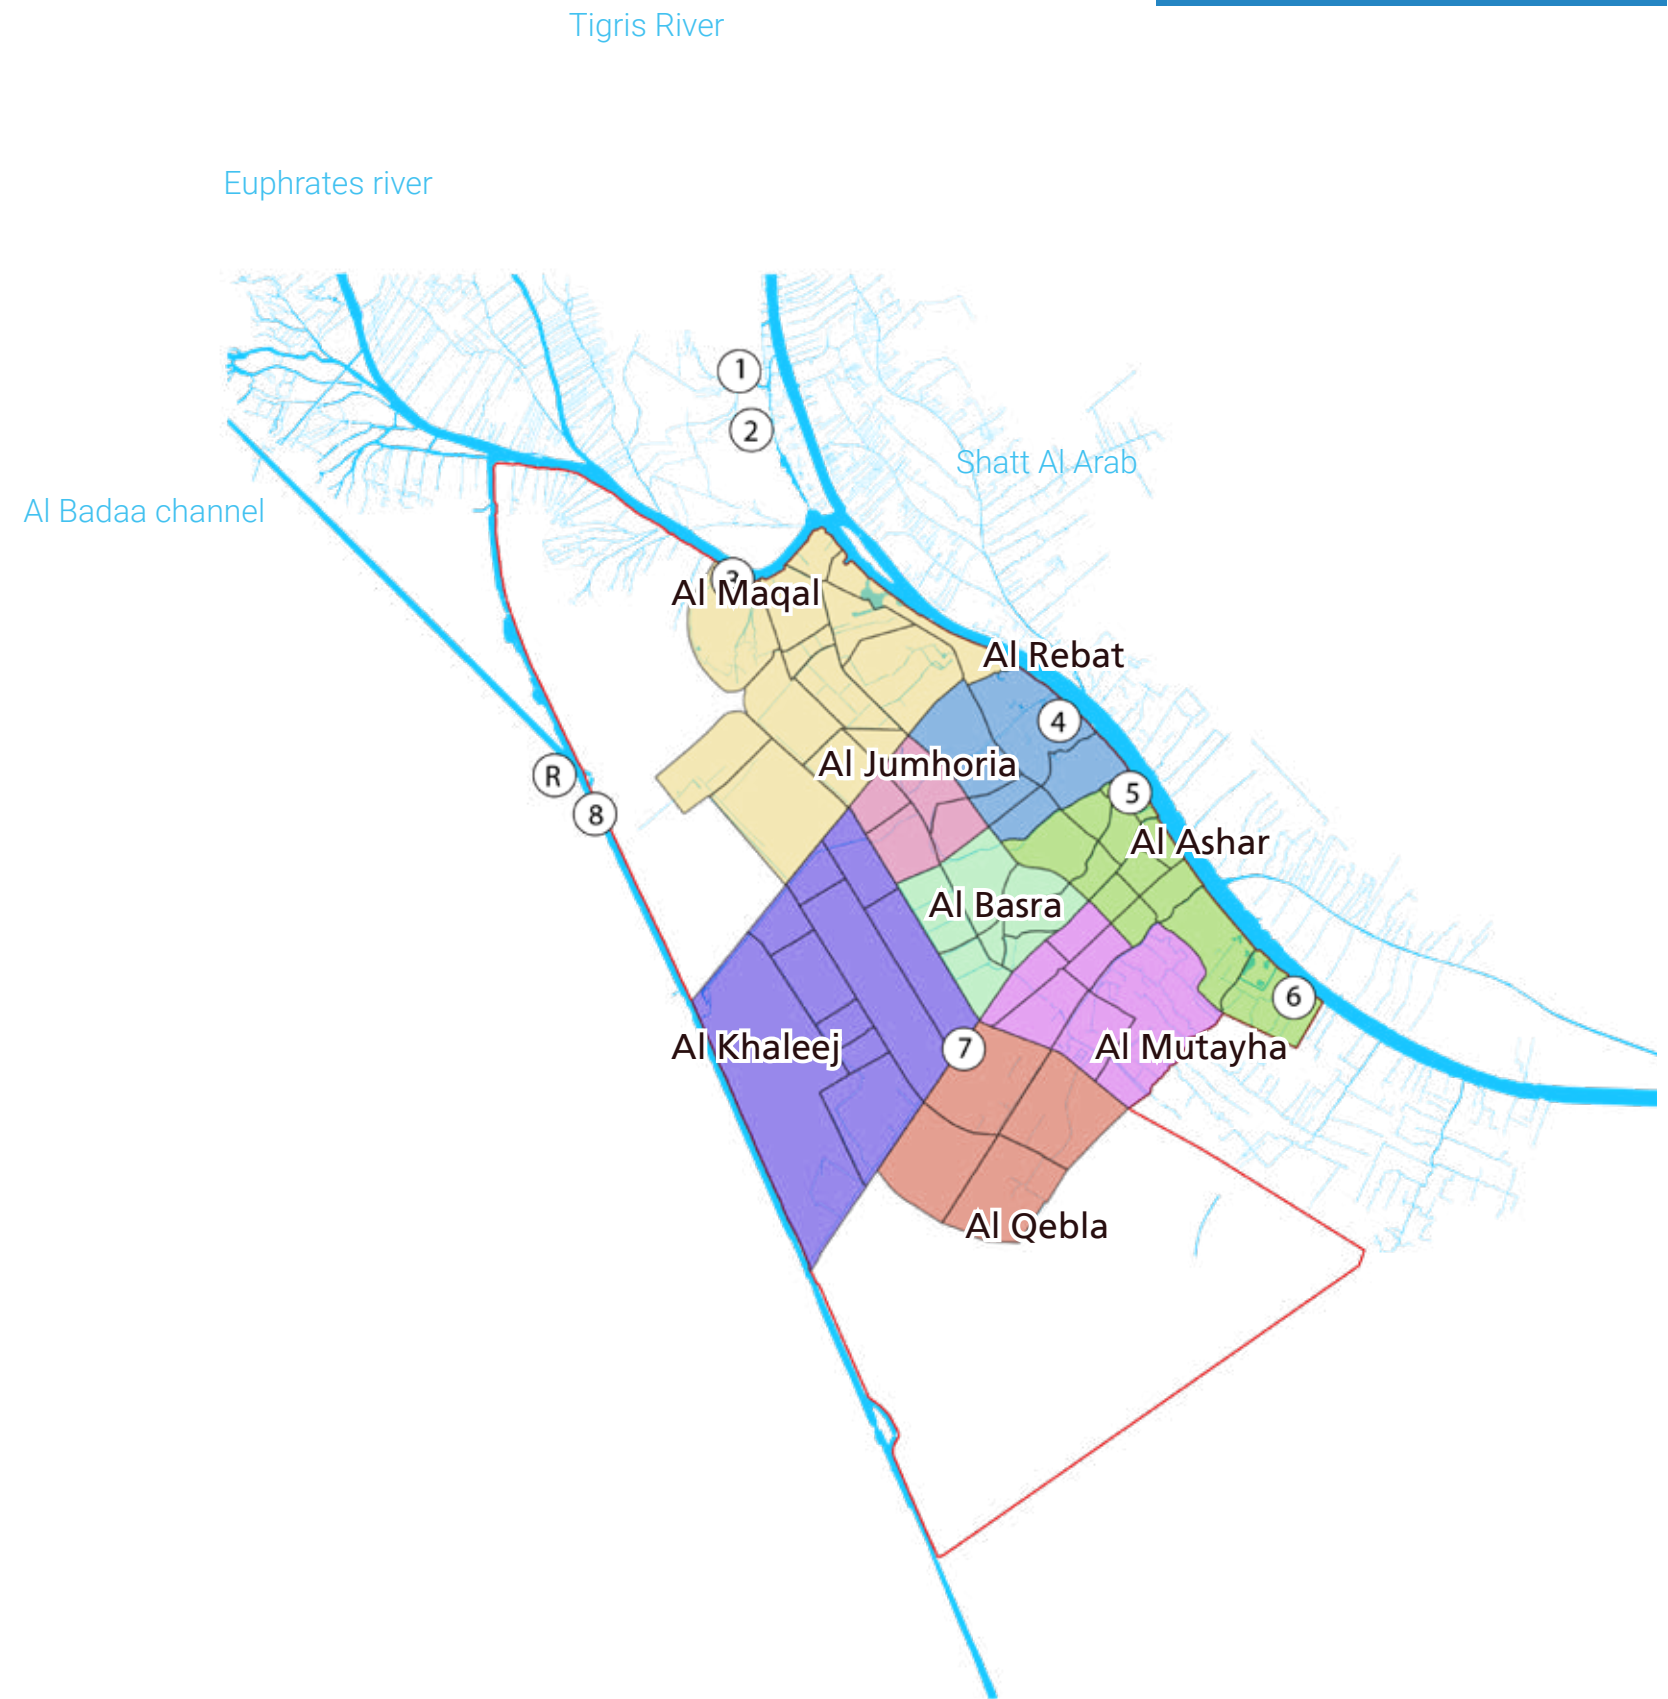 Tigris River
Euphrates river
1
2
Shatt Al Arab
Al Badaa channel
3
Al Maqal
Al Rebat
4
Al Jumhoria
R
5
8
Al Ashar
Al Basra
6
Al Khaleej
7
Al Mutayha
Al Qebla